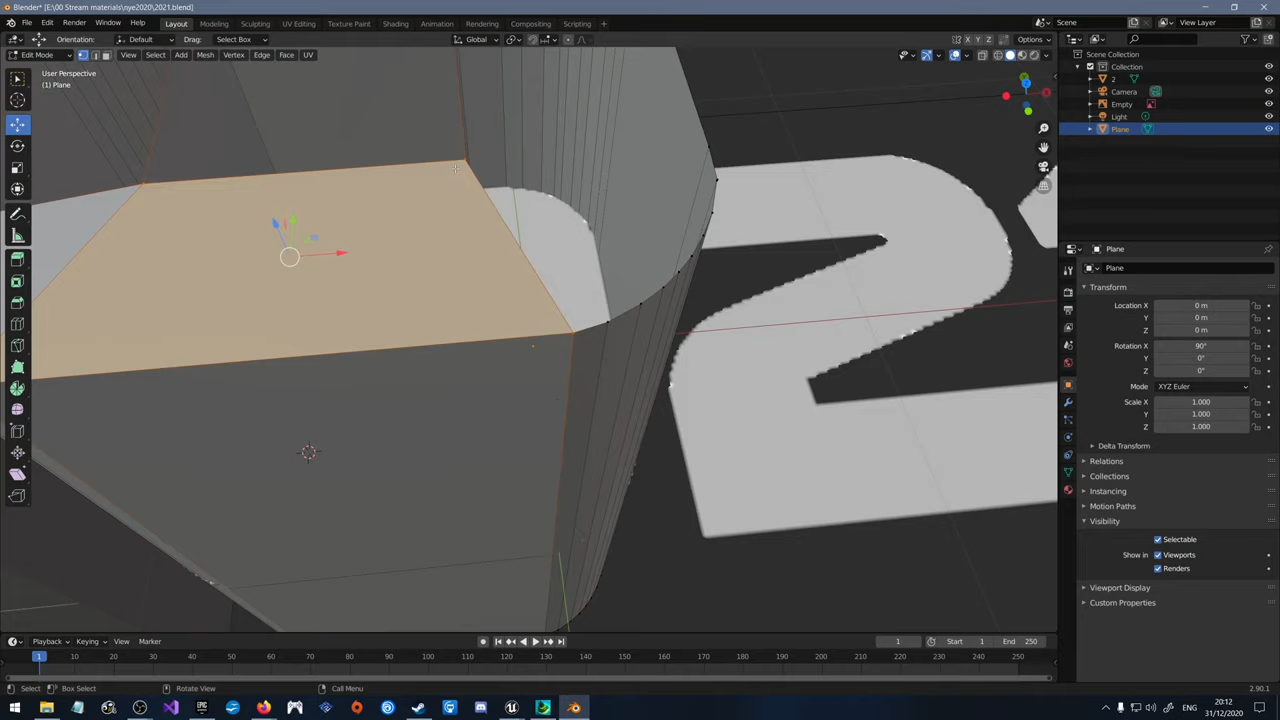 Blender* [E:\00 Stream materials\nye2020\2021.blend]
File Edit Render Window Help Layout Modeling Sculpting UV Editing Texture Paint Shading Animation Rendering Compositing Scripting Scene View Layer
Orientation: Default Drag: Select Box Global X Y Z Options
Edit Mode View Select Add Mesh Vertex Edge Face UV
User Perspective
(1) Plane
Scene Collection
Collection
2
Camera
Empty
Light
Plane
Plane
Plane
Transform
Location X 0 m
Y 0 m
Z 0 m
Rotation X 90°
Y 0°
Z 0°
Mode XYZ Euler
Scale X 1.000
Y 1.000
Z 1.000
Delta Transform
Relations
Collections
Instancing
Motion Paths
Visibility
Selectable
Show in Viewports
Renders
Viewport Display
Custom Properties
Playback Keying View Marker 1 Start 1 End 250
1 10 20 30 40 50 60 70 80 90 100 110 120 130 140 150 160 170 180 190 200 210 220 230 240 250
Select Box Select Rotate View Call Menu 2.90.1
ENG 20:12
31/12/2020